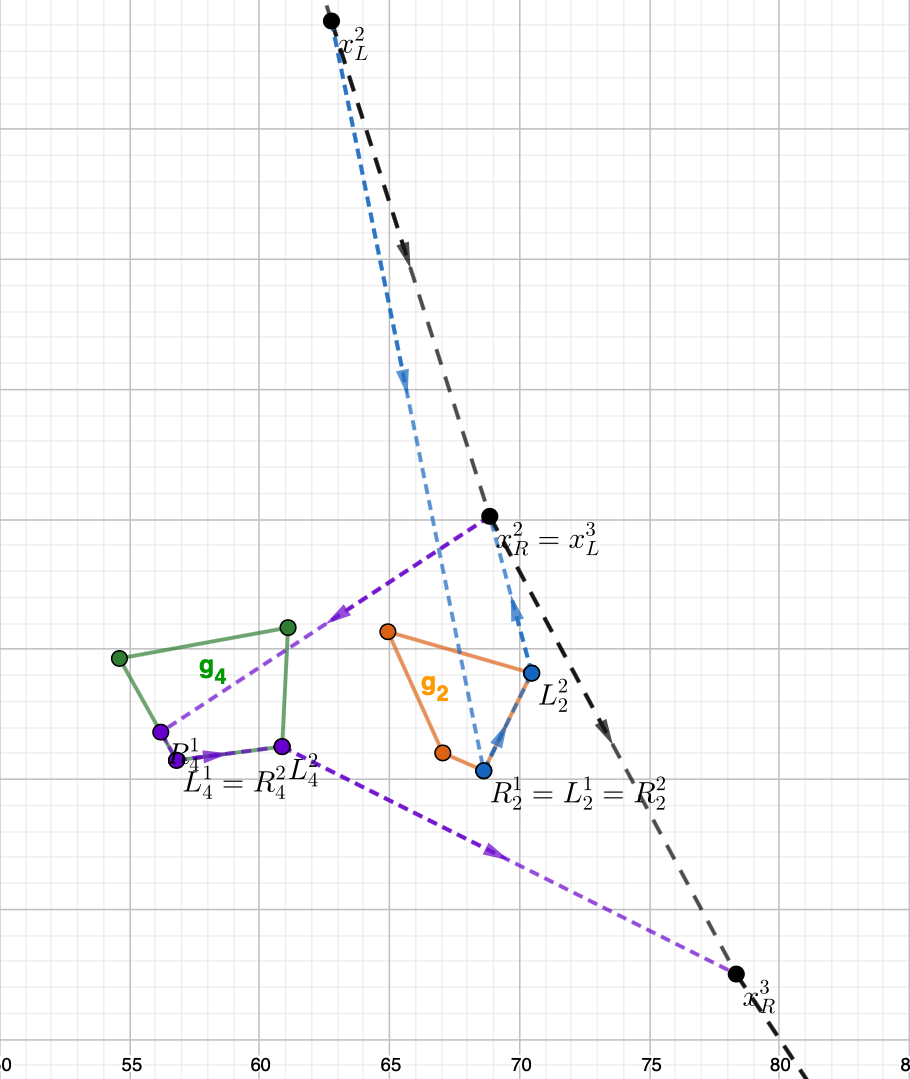 x_L^2
x_R^2 = x_L^3
g_4
g_2
L_2^2
R_4^1
L_4^1 = R_4^2
L_4^2
R_2^1 = L_2^1 = R_2^2
x_R^3
0 55 60 65 70 75 80 8